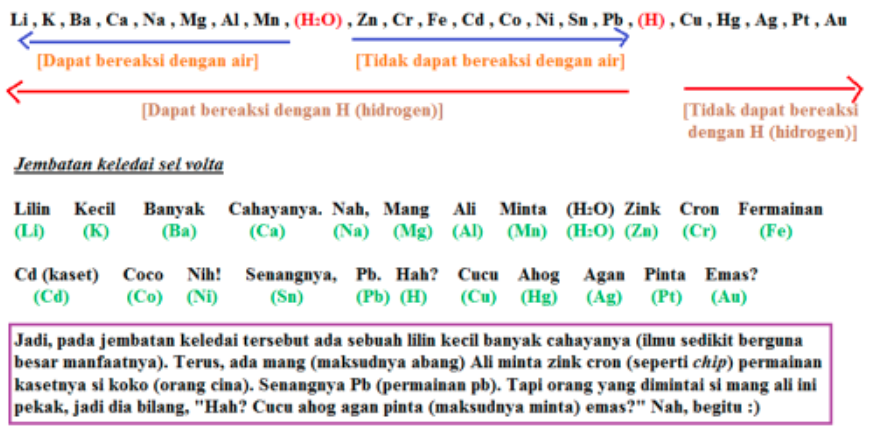 Li , K , Ba , Ca , Na , Mg , Al , Mn , (H₂O) , Zn , Cr , Fe , Cd , Co , Ni , Sn , Pb , (H) , Cu , Hg , Ag , Pt , Au
[Dapat bereaksi dengan air] [Tidak dapat bereaksi dengan air]
[Dapat bereaksi dengan H (hidrogen)] [Tidak dapat bereaksi
dengan H (hidrogen)]
Jembatan keledai sel volta
Lilin Kecil Banyak Cahayanya. Nah, Mang Ali Minta (H₂O) Zink Cron Fermainan
(Li) (K) (Ba) (Ca) (Na) (Mg) (Al) (Mn) (H₂O) (Zn) (Cr) (Fe)
Cd (kaset) Coco Nih! Senangnya, Pb. Hah? Cucu Ahog Agan Pinta Emas?
(Cd) (Co) (Ni) (Sn) (Pb) (H) (Cu) (Hg) (Ag) (Pt) (Au)
Jadi, pada jembatan keledai tersebut ada sebuah lilin kecil banyak cahayanya (ilmu sedikit berguna
besar manfaatnya). Terus, ada mang (maksudnya abang) Ali minta zink cron (seperti chip) permainan
kasetnya si koko (orang cina). Senangnya Pb (permainan pb). Tapi orang yang dimintai si mang ali ini
pekak, jadi dia bilang, "Hah? Cucu ahog agan pinta (maksudnya minta) emas?" Nah, begitu :)